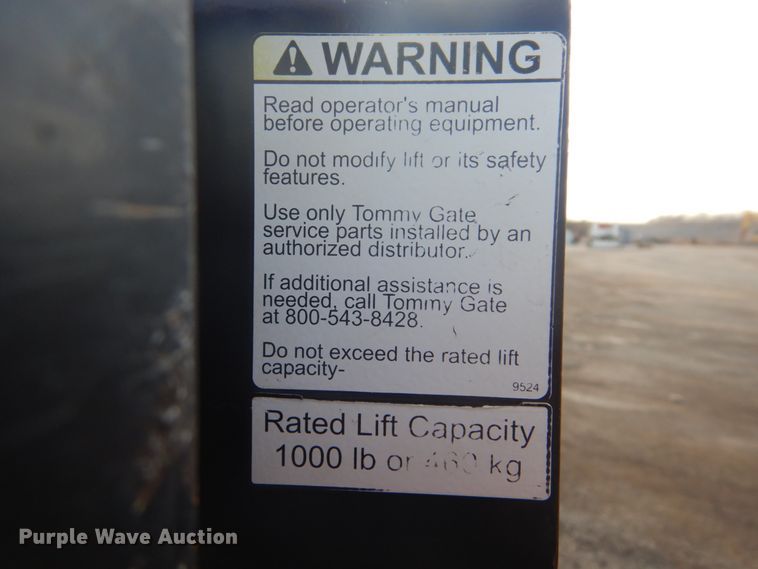 WARNING
Read operator's manual
before operating equipment.
Do not modify lift or its safety
features.
Use only Tommy Gate
service parts installed by an
authorized distributor.
If additional assistance is
needed, call Tommy Gate
at 800-543-8428.
Do not exceed the rated lift
capacity-
9524
Rated Lift Capacity
1000 lb or 460 kg
Purple Wave Auction